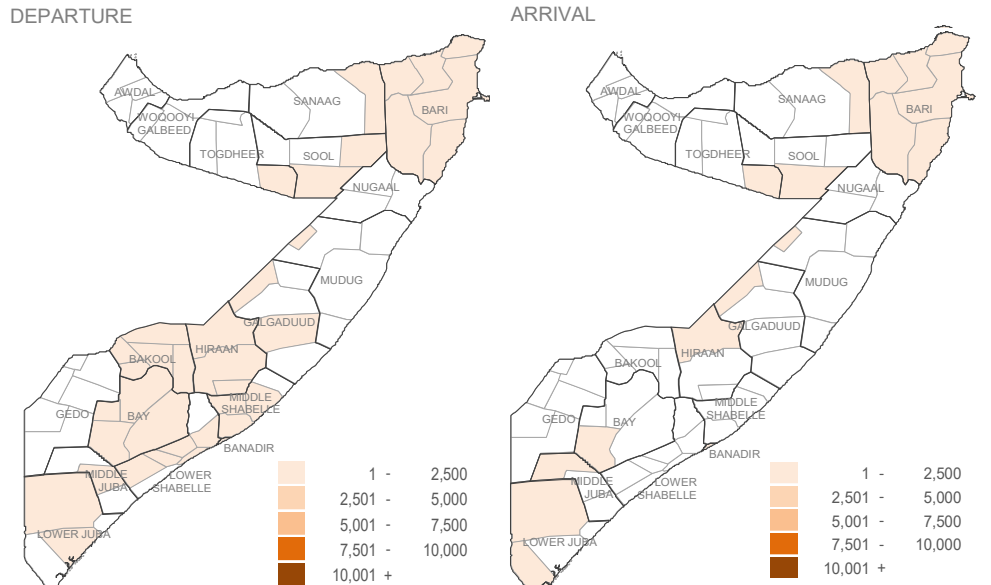 DEPARTURE
AWDAL
WOQOOYI
GALBEED
TOGDHEER
SANAAG
SOOL
BARI
NUGAAL
MUDUG
GALGADUUD
HIRAAN
BAKOOL
MIDDLE
SHABELLE
GEDO
BAY
BANADIR
LOWER
SHABELLE
MIDDLE
JUBA
LOWER JUBA
1 - 2,500
2,501 - 5,000
5,001 - 7,500
7,501 - 10,000
10,001 +
ARRIVAL
AWDAL
WOQOOYI
GALBEED
TOGDHEER
SANAAG
SOOL
BARI
NUGAAL
MUDUG
GALGADUUD
HIRAAN
BAKOOL
MIDDLE
SHABELLE
GEDO
BAY
BANADIR
LOWER
SHABELLE
MIDDLE
JUBA
LOWER JUBA
1 - 2,500
2,501 - 5,000
5,001 - 7,500
7,501 - 10,000
10,001 +